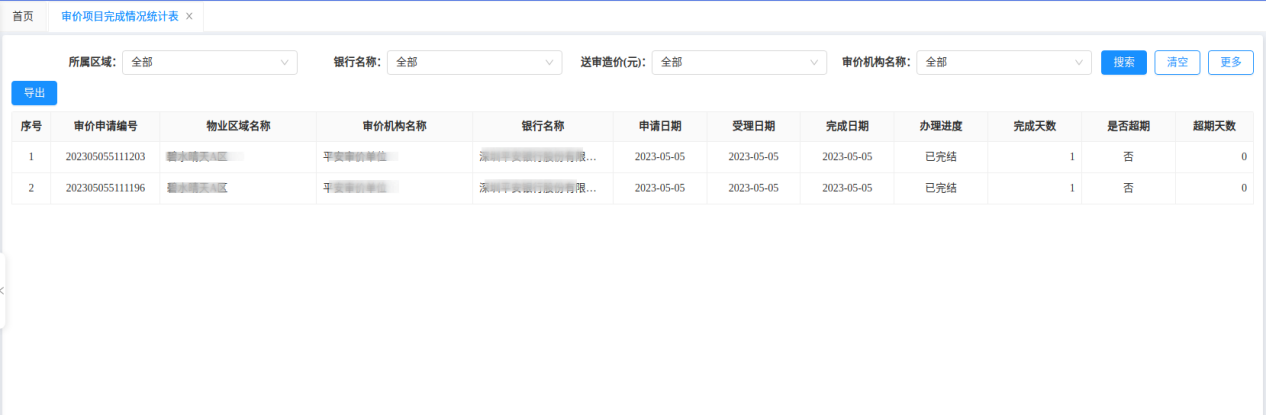 首页 审价项目完成情况统计表 ×
所属区域： 全部 银行名称： 全部 送审造价(元)： 全部 审价机构名称： 全部 搜索 清空 更多
导出
序号 审价申请编号 物业区域名称 审价机构名称 银行名称 申请日期 受理日期 完成日期 办理进度 完成天数 是否超期 超期天数
1 202305055111203 2023-05-05 2023-05-05 2023-05-05 已完结 1 否 0
2 202305055111196 2023-05-05 2023-05-05 2023-05-05 已完结 1 否 0